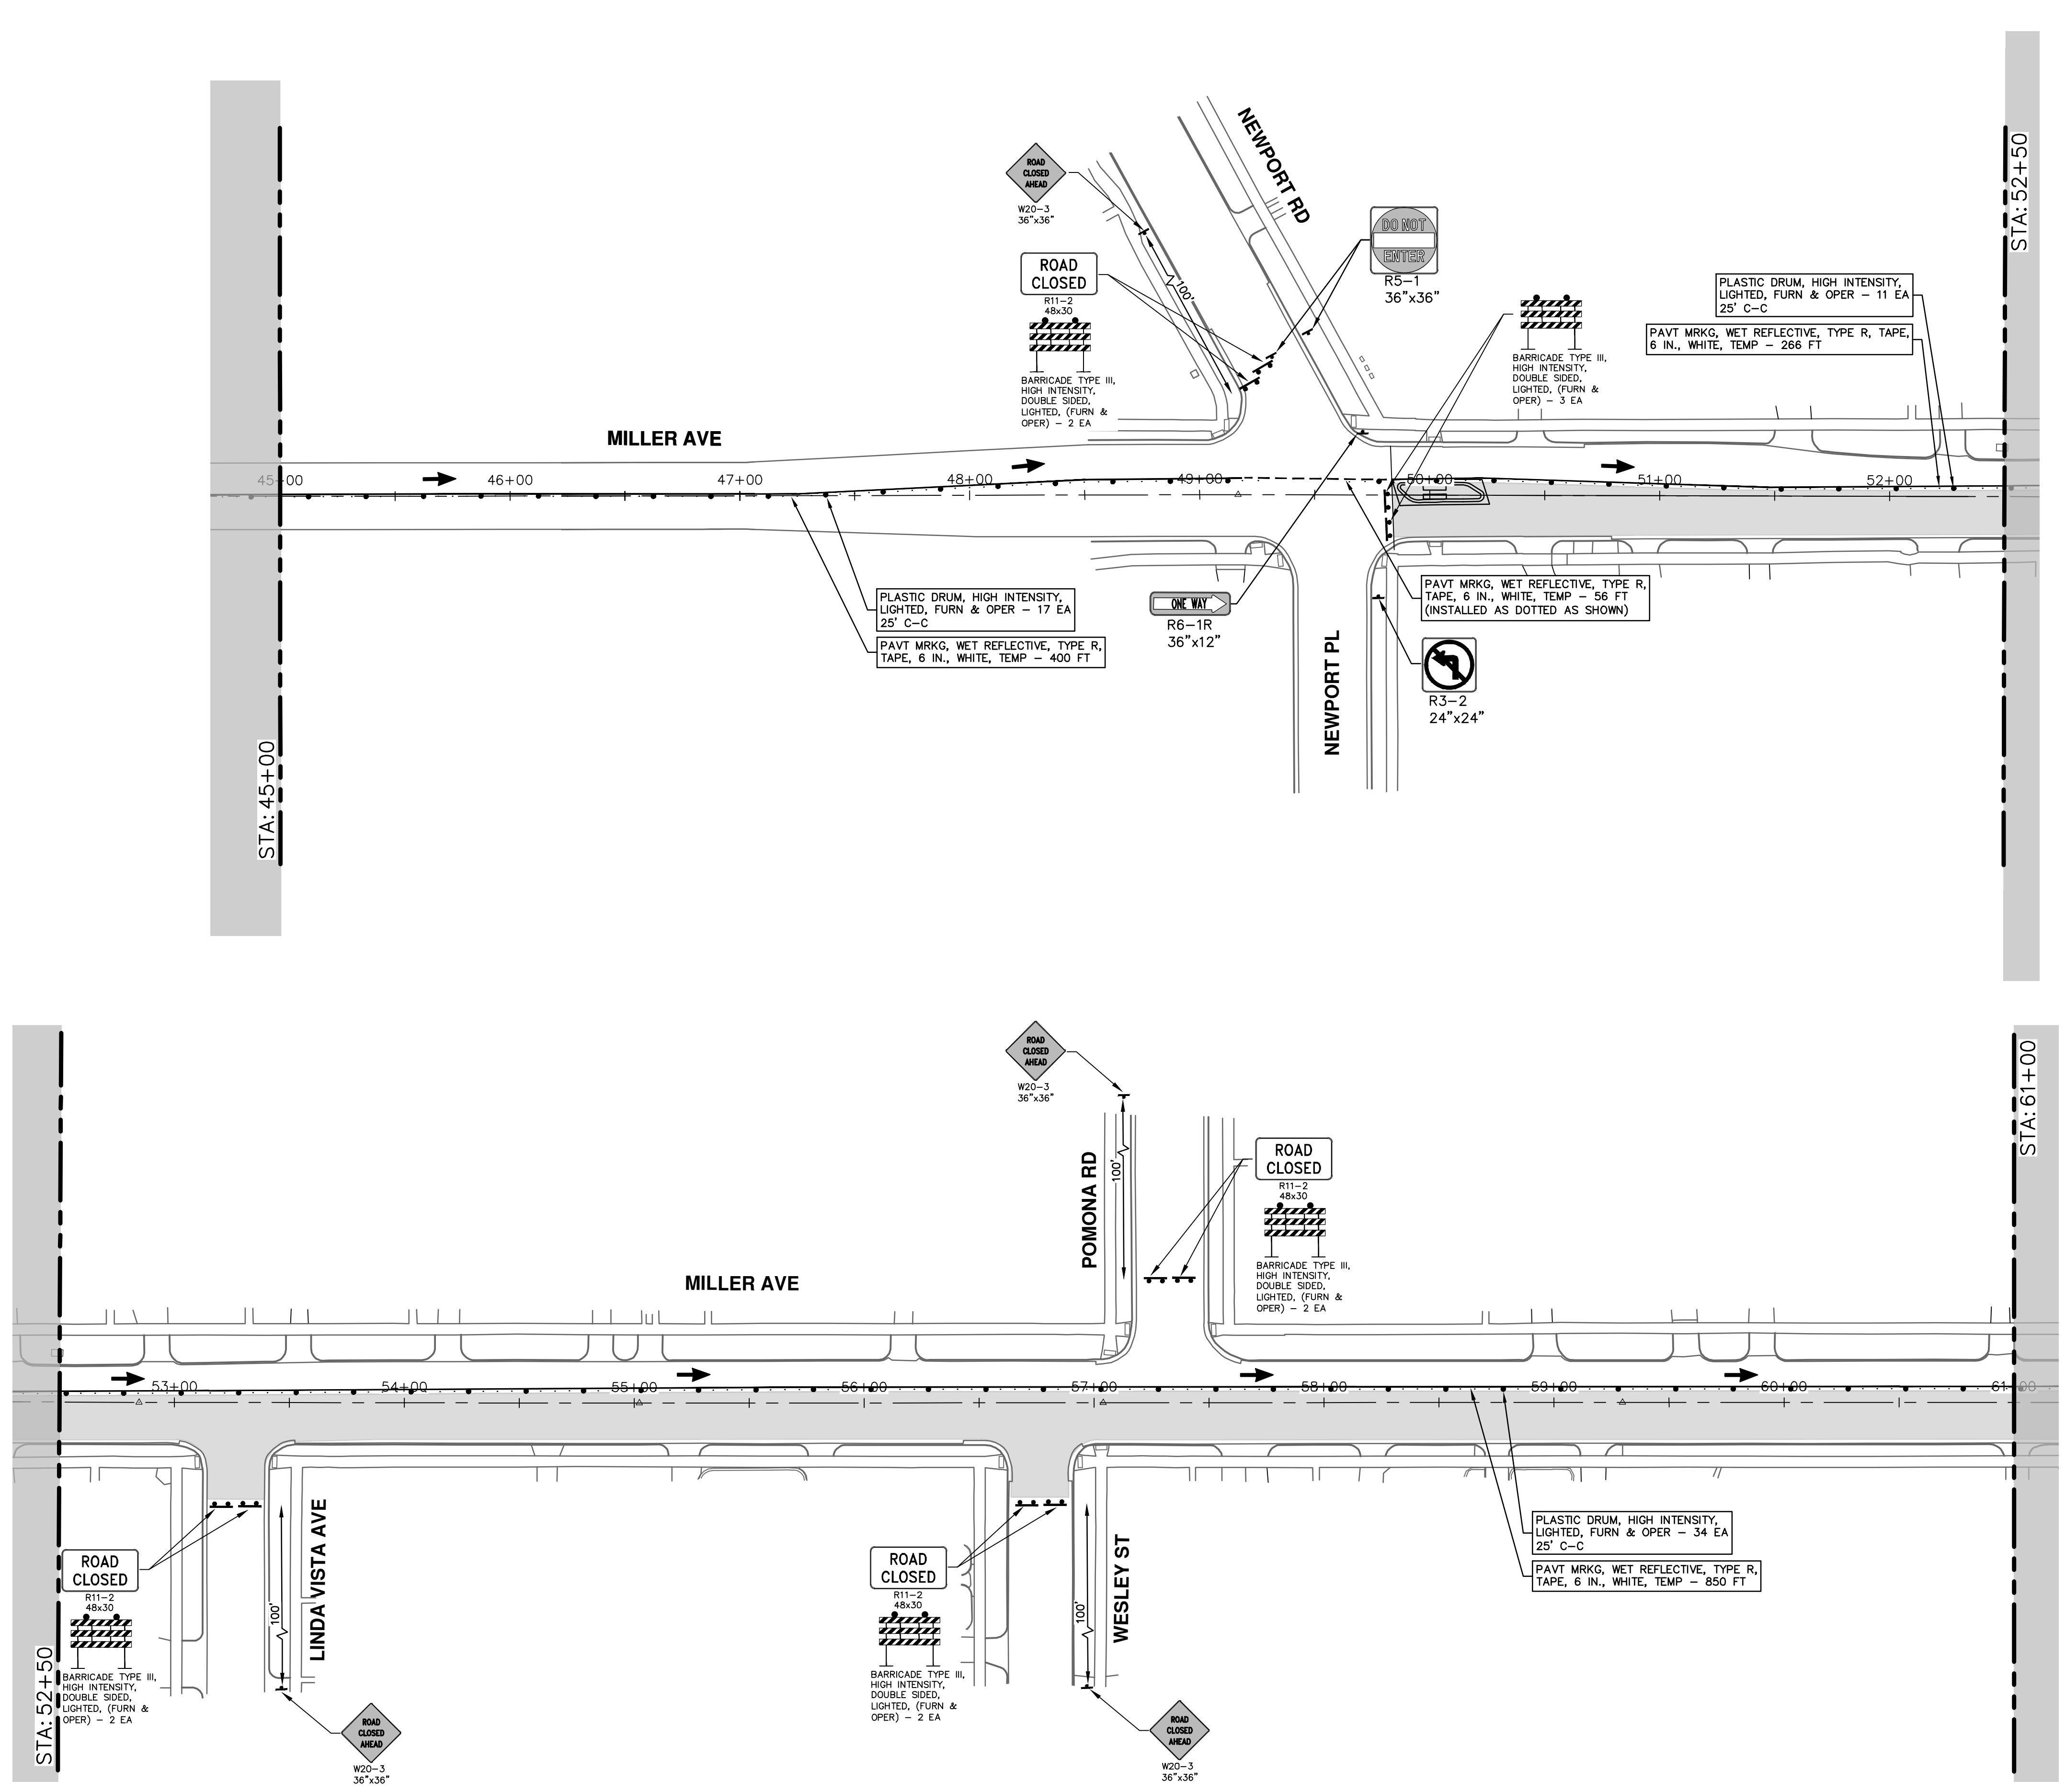 NEWPORT RD
ROAD
CLOSED
AHEAD
W20-3
36"x36"
STA: 52+50
DO NOT
ENTER
R5-1
36"x36"
ROAD
CLOSED
R11-2
48x30
100'
BARRICADE TYPE III,
HIGH INTENSITY,
DOUBLE SIDED,
LIGHTED, (FURN &
OPER) - 2 EA
BARRICADE TYPE III,
HIGH INTENSITY,
DOUBLE SIDED,
LIGHTED, (FURN &
OPER) - 3 EA
PLASTIC DRUM, HIGH INTENSITY,
LIGHTED, FURN & OPER - 11 EA
25' C-C
PAVT MRKG, WET REFLECTIVE, TYPE R, TAPE,
6 IN., WHITE, TEMP - 266 FT
MILLER AVE
45+00
46+00
47+00
48+00
49+00
50+00
51+00
52+00
PLASTIC DRUM, HIGH INTENSITY,
LIGHTED, FURN & OPER - 17 EA
25' C-C
PAVT MRKG, WET REFLECTIVE, TYPE R,
TAPE, 6 IN., WHITE, TEMP - 400 FT
ONE WAY
R6-1R
36"x12"
PAVT MRKG, WET REFLECTIVE, TYPE R,
TAPE, 6 IN., WHITE, TEMP - 56 FT
(INSTALLED AS DOTTED AS SHOWN)
NEWPORT PL
R3-2
24"x24"
STA: 45+00
ROAD
CLOSED
AHEAD
W20-3
36"x36"
STA: 61+00
POMONA RD
100'
ROAD
CLOSED
R11-2
48x30
BARRICADE TYPE III,
HIGH INTENSITY,
DOUBLE SIDED,
LIGHTED, (FURN &
OPER) - 2 EA
MILLER AVE
53+00
54+00
55+00
56+00
57+00
58+00
59+00
60+00
61+00
ROAD
CLOSED
R11-2
48x30
BARRICADE TYPE III,
HIGH INTENSITY,
DOUBLE SIDED,
LIGHTED, (FURN &
OPER) - 2 EA
STA: 52+50
100'
LINDA VISTA AVE
ROAD
CLOSED
AHEAD
W20-3
36"x36"
ROAD
CLOSED
R11-2
48x30
BARRICADE TYPE III,
HIGH INTENSITY,
DOUBLE SIDED,
LIGHTED, (FURN &
OPER) - 2 EA
100'
WESLEY ST
ROAD
CLOSED
AHEAD
W20-3
36"x36"
PLASTIC DRUM, HIGH INTENSITY,
LIGHTED, FURN & OPER - 34 EA
25' C-C
PAVT MRKG, WET REFLECTIVE, TYPE R,
TAPE, 6 IN., WHITE, TEMP - 850 FT